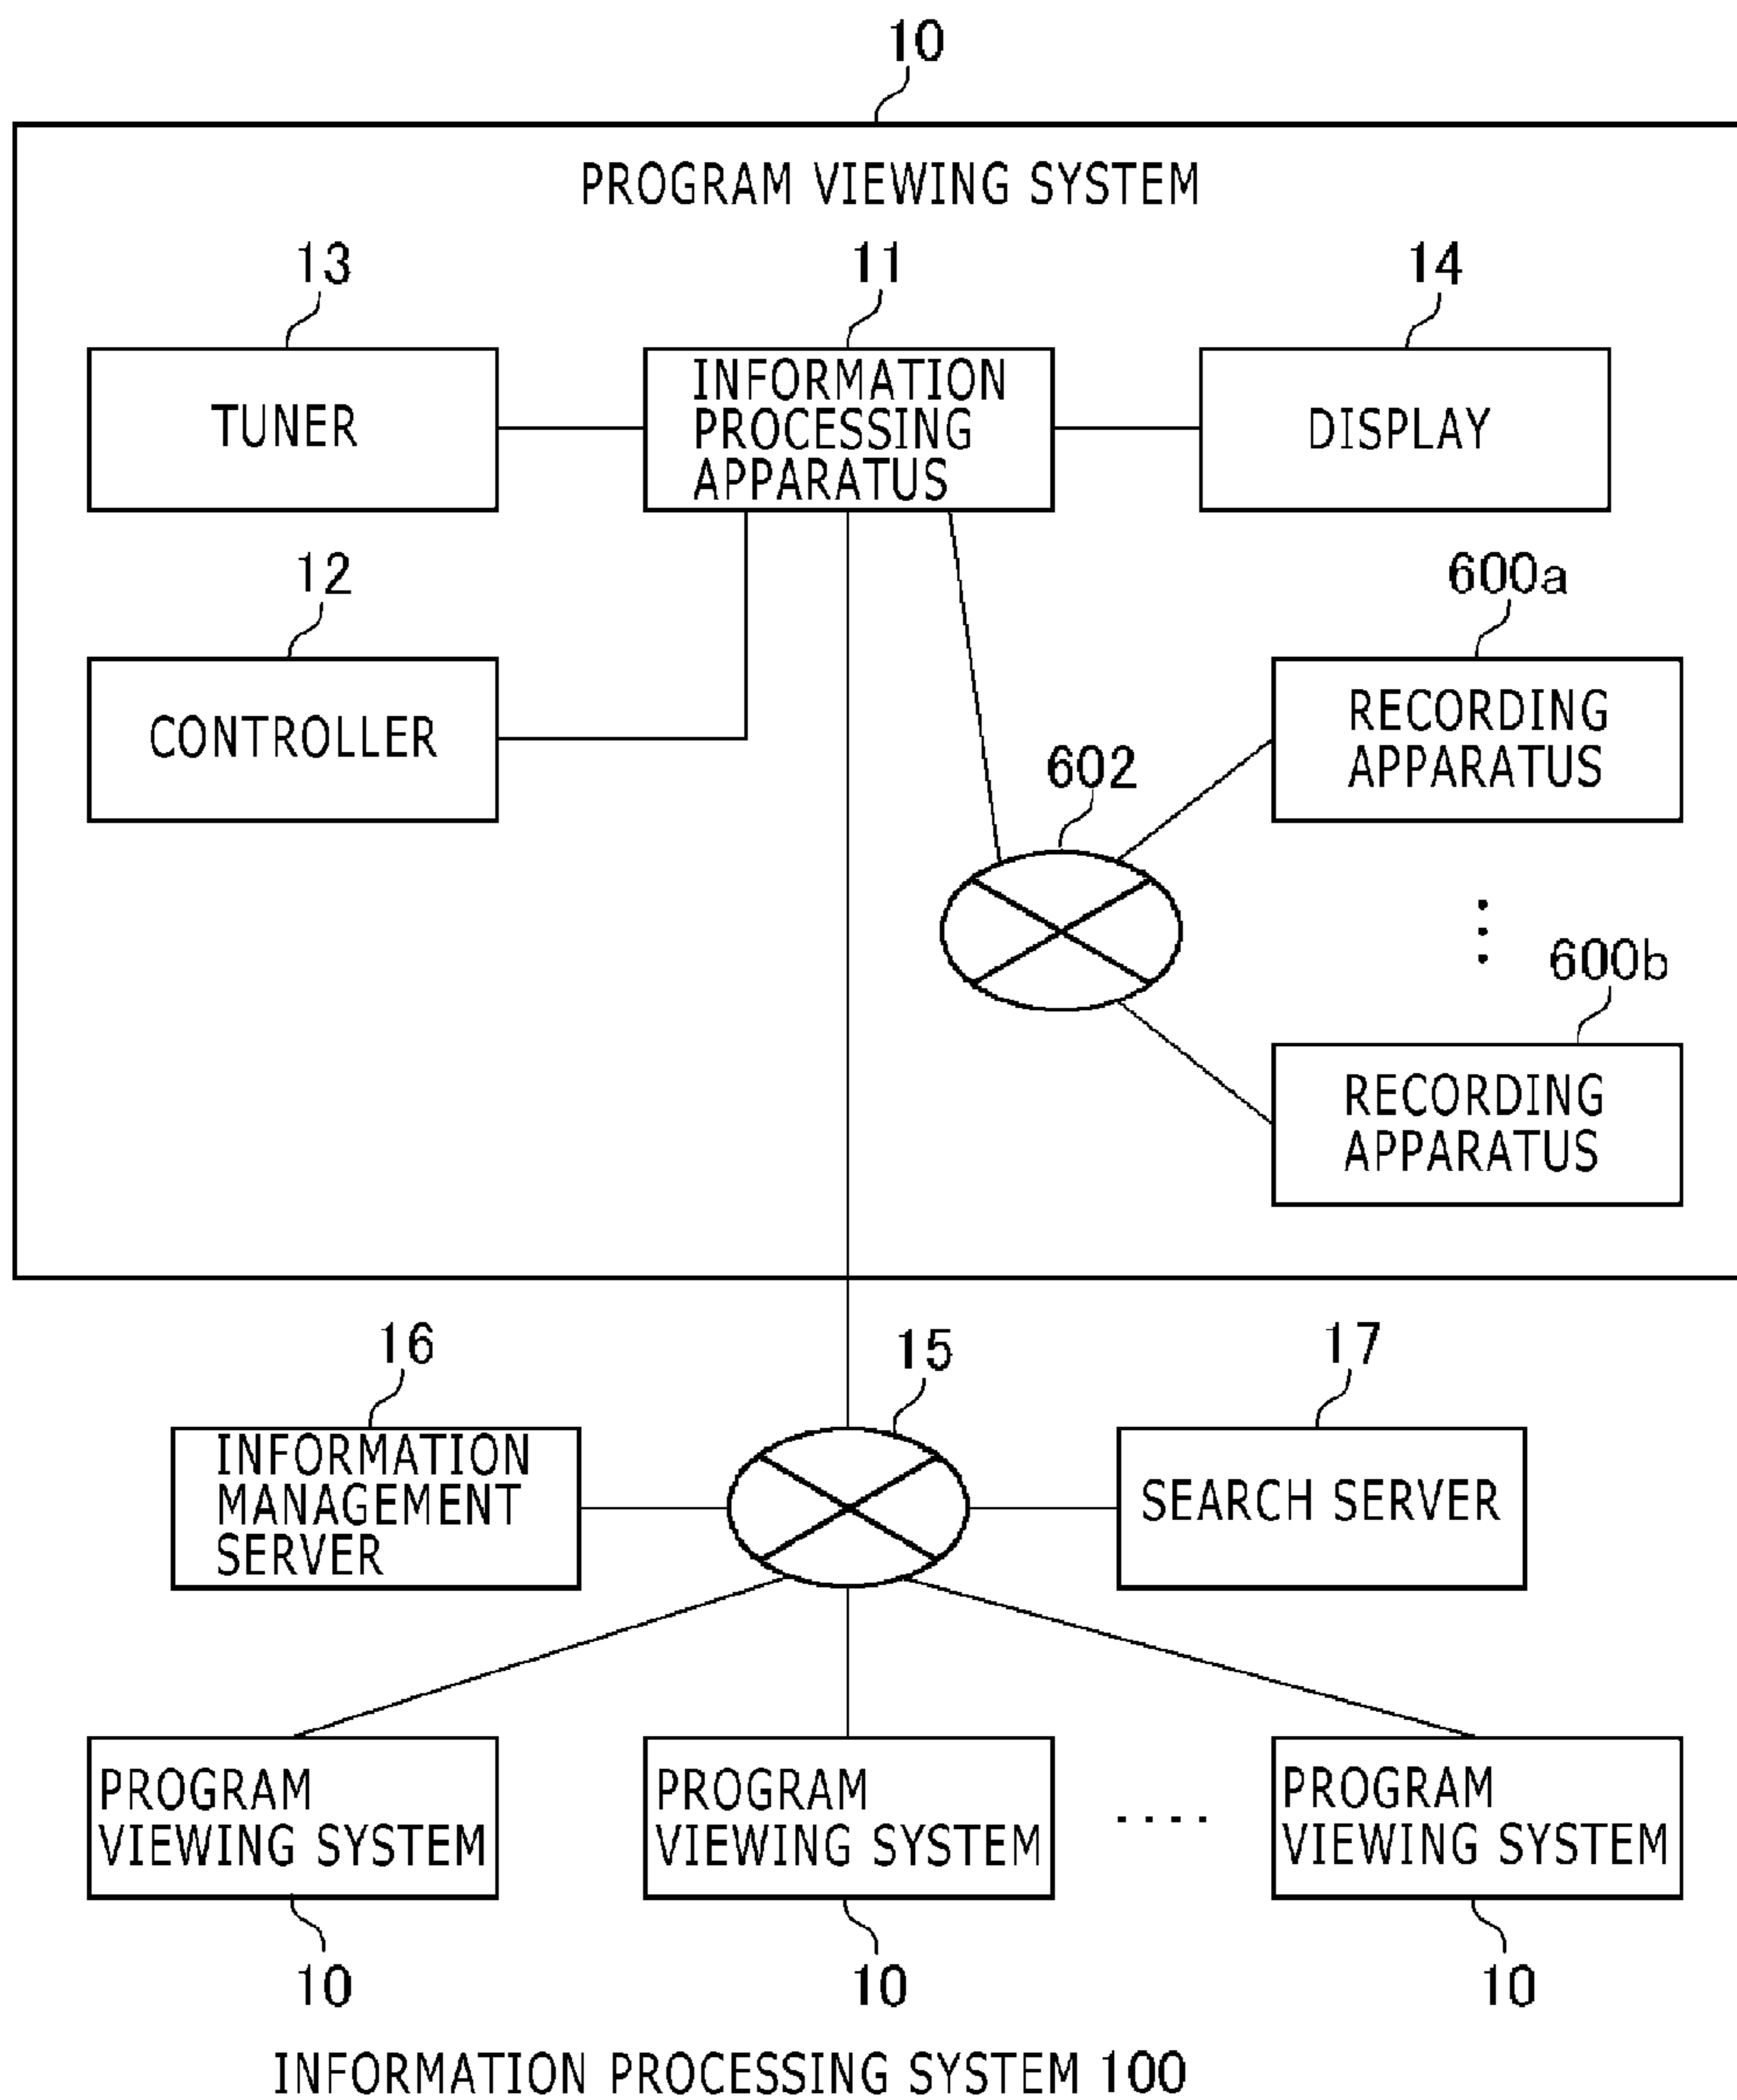 10
PROGRAM VIEWING SYSTEM
13
11
14
TUNER
INFORMATION
PROCESSING
APPARATUS
DISPLAY
12
600a
CONTROLLER
RECORDING
APPARATUS
602
600b
RECORDING
APPARATUS
16
15
17
INFORMATION
MANAGEMENT
SERVER
SEARCH SERVER
PROGRAM
VIEWING SYSTEM
PROGRAM
VIEWING SYSTEM
....
PROGRAM
VIEWING SYSTEM
10
10
10
INFORMATION PROCESSING SYSTEM 100